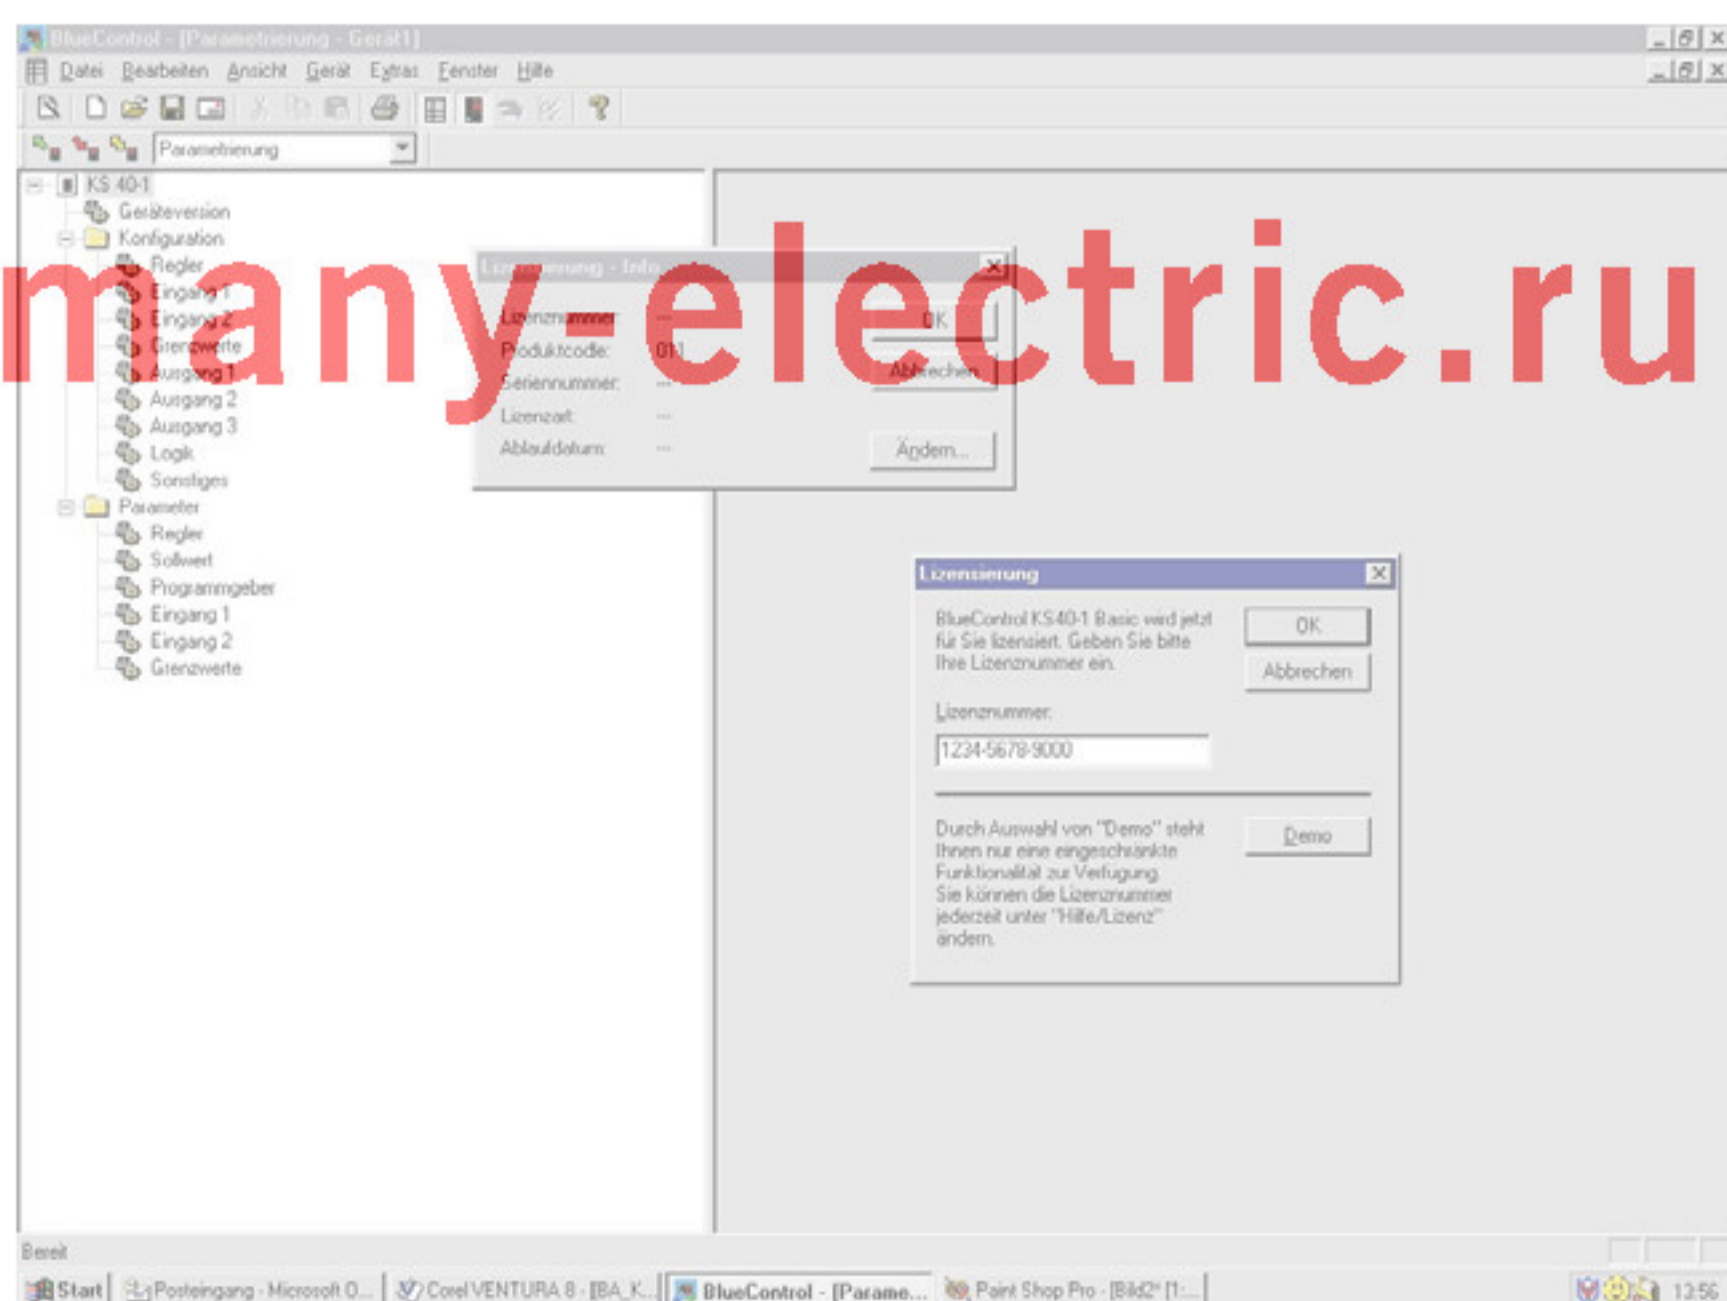 BlueControl - [Parametrierung - Gerät1]
Datei Bearbeiten Ansicht Gerät Extras Fenster Hilfe
Parametrierung
KS 40-1
Geräteversion
Konfiguration
Regler
Eingang 1
Eingang 2
Grenzwerte
Ausgang 1
Ausgang 2
Ausgang 3
Logik
Sonstiges
Parameter
Regler
Sollwert
Programmgeber
Eingang 1
Eingang 2
Grenzwerte
many-electric.ru
Lizensierung - Info
Lizenznummer: ---
Produktcode: 011
Seriennummer: ---
Lizenzart: ---
Ablaufdatum: ---
OK
Abbrechen
Ändern...
Lizensierung
BlueControl KS40-1 Basic wird jetzt
für Sie lizensiert. Geben Sie bitte
Ihre Lizenznummer ein.
OK
Abbrechen
Lizenznummer:
1234-5678-9000
Durch Auswahl von "Demo" steht
Ihnen nur eine eingeschränkte
Funktionalität zur Verfügung.
Sie können die Lizenznummer
jederzeit unter "Hilfe/Lizenz"
ändern.
Demo
Bereit
Start Posteingang - Microsoft O... Corel VENTURA 8 - [BA_K... BlueControl - [Parame... Paint Shop Pro - [Bild2* [1:... 13:56